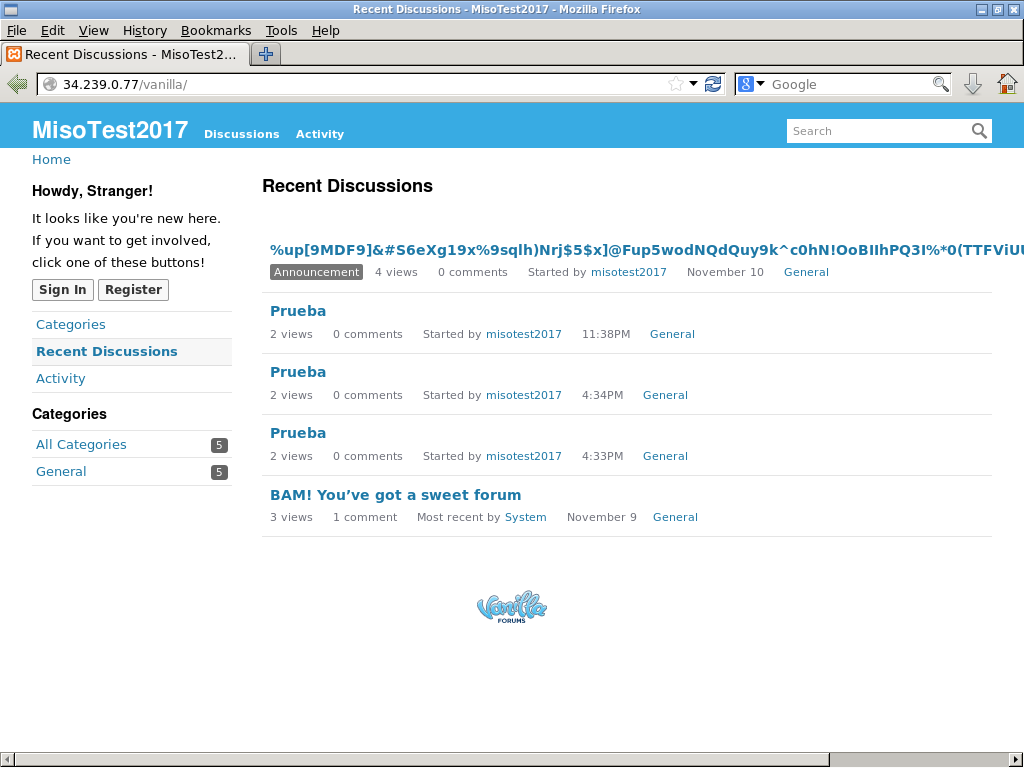 Recent Discussions - MisoTest2017 - Mozilla Firefox
File Edit View History Bookmarks Tools Help
Recent Discussions - MisoTest2...
34.239.0.77/vanilla/
Google
MisoTest2017 Discussions Activity
Search
Home
Howdy, Stranger!
It looks like you're new here.
If you want to get involved,
click one of these buttons!
Sign In Register
Categories
Recent Discussions
Activity
Categories
All Categories 5
General 5
Recent Discussions
%up[9MDF9]&#S6eXg19x%9sqlh)Nrj$5$x]@Fup5wodNQdQuy9k^c0hN!OoBIIhPQ3I%*0(TTFViU
Announcement 4 views 0 comments Started by misotest2017 November 10 General
Prueba
2 views 0 comments Started by misotest2017 11:38PM General
Prueba
2 views 0 comments Started by misotest2017 4:34PM General
Prueba
2 views 0 comments Started by misotest2017 4:33PM General
BAM! You’ve got a sweet forum
3 views 1 comment Most recent by System November 9 General
Vanilla
FORUMS